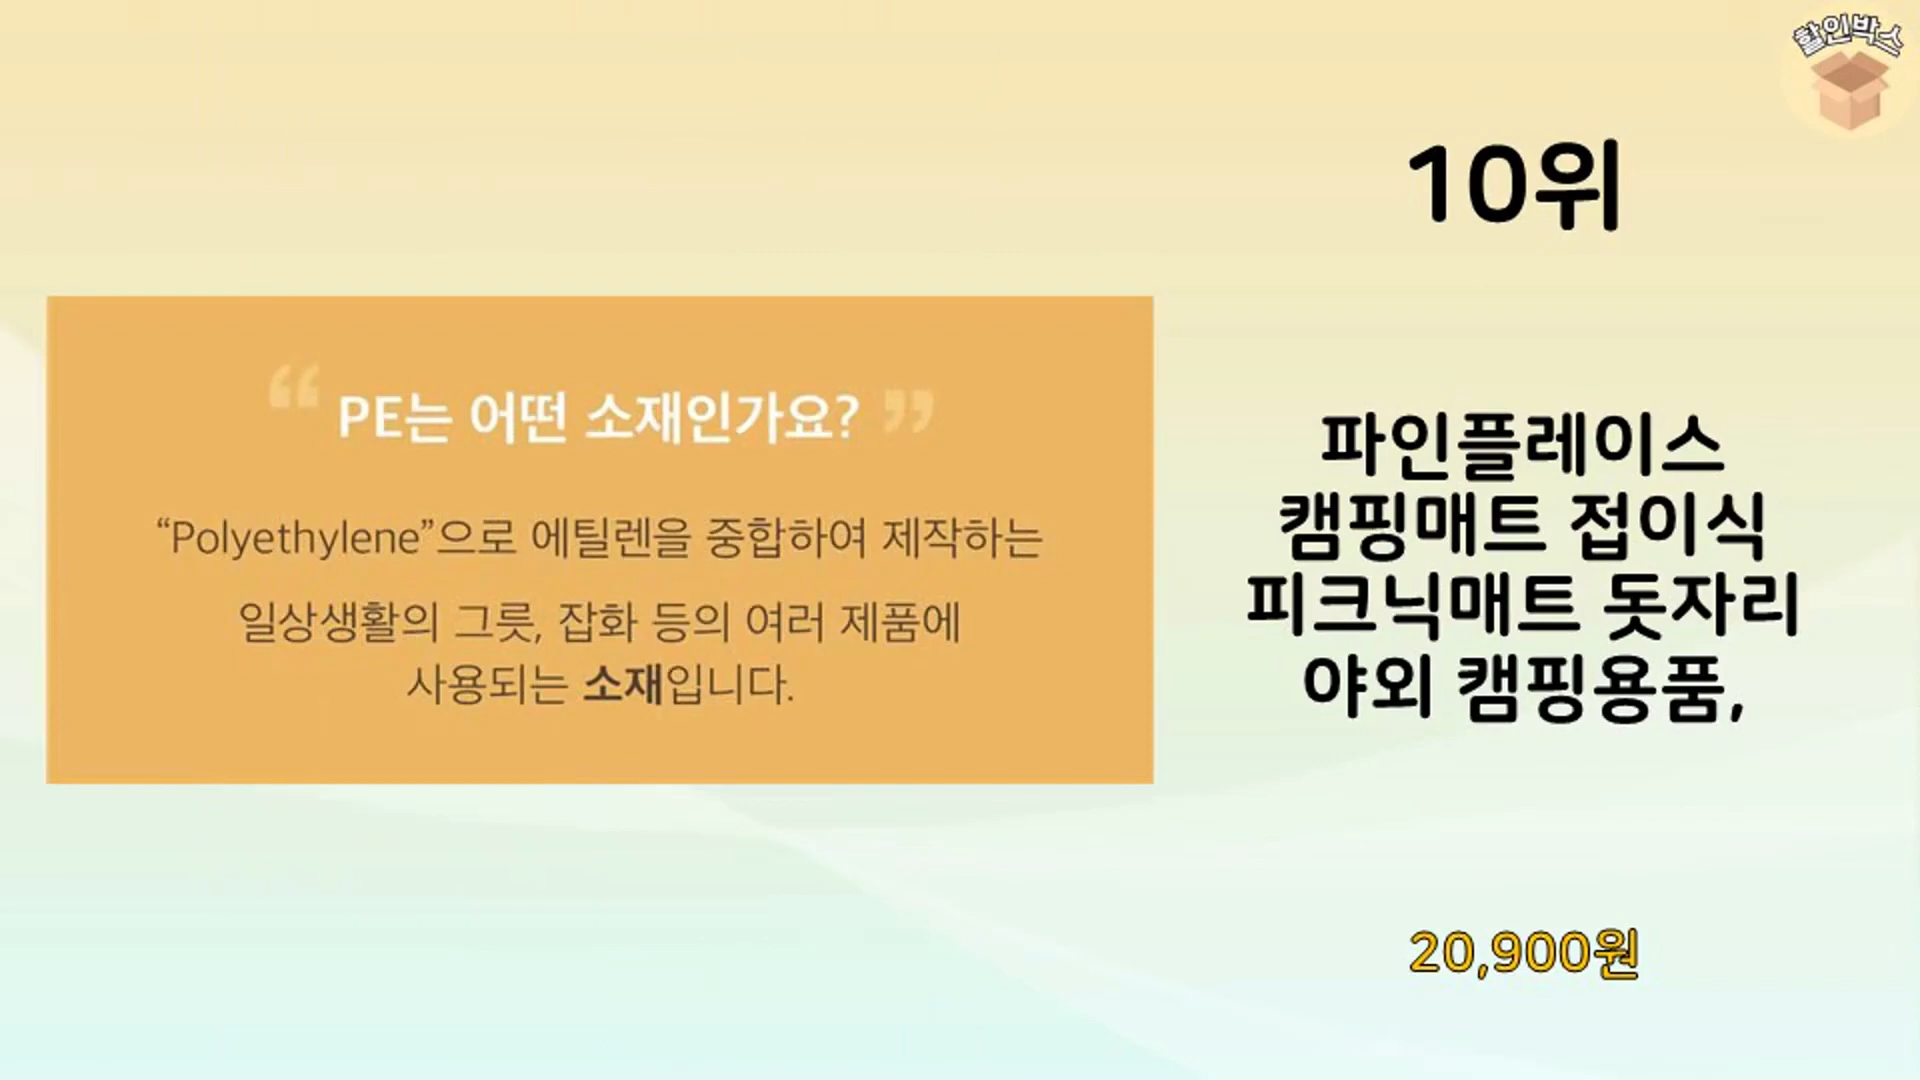 할인박스
10위
“ PE는 어떤 소재인가요? ”
“Polyethylene”으로 에틸렌을 중합하여 제작하는
일상생활의 그릇, 잡화 등의 여러 제품에
사용되는 소재입니다.
파인플레이스
캠핑매트 접이식
피크닉매트 돗자리
야외 캠핑용품,
20,900원